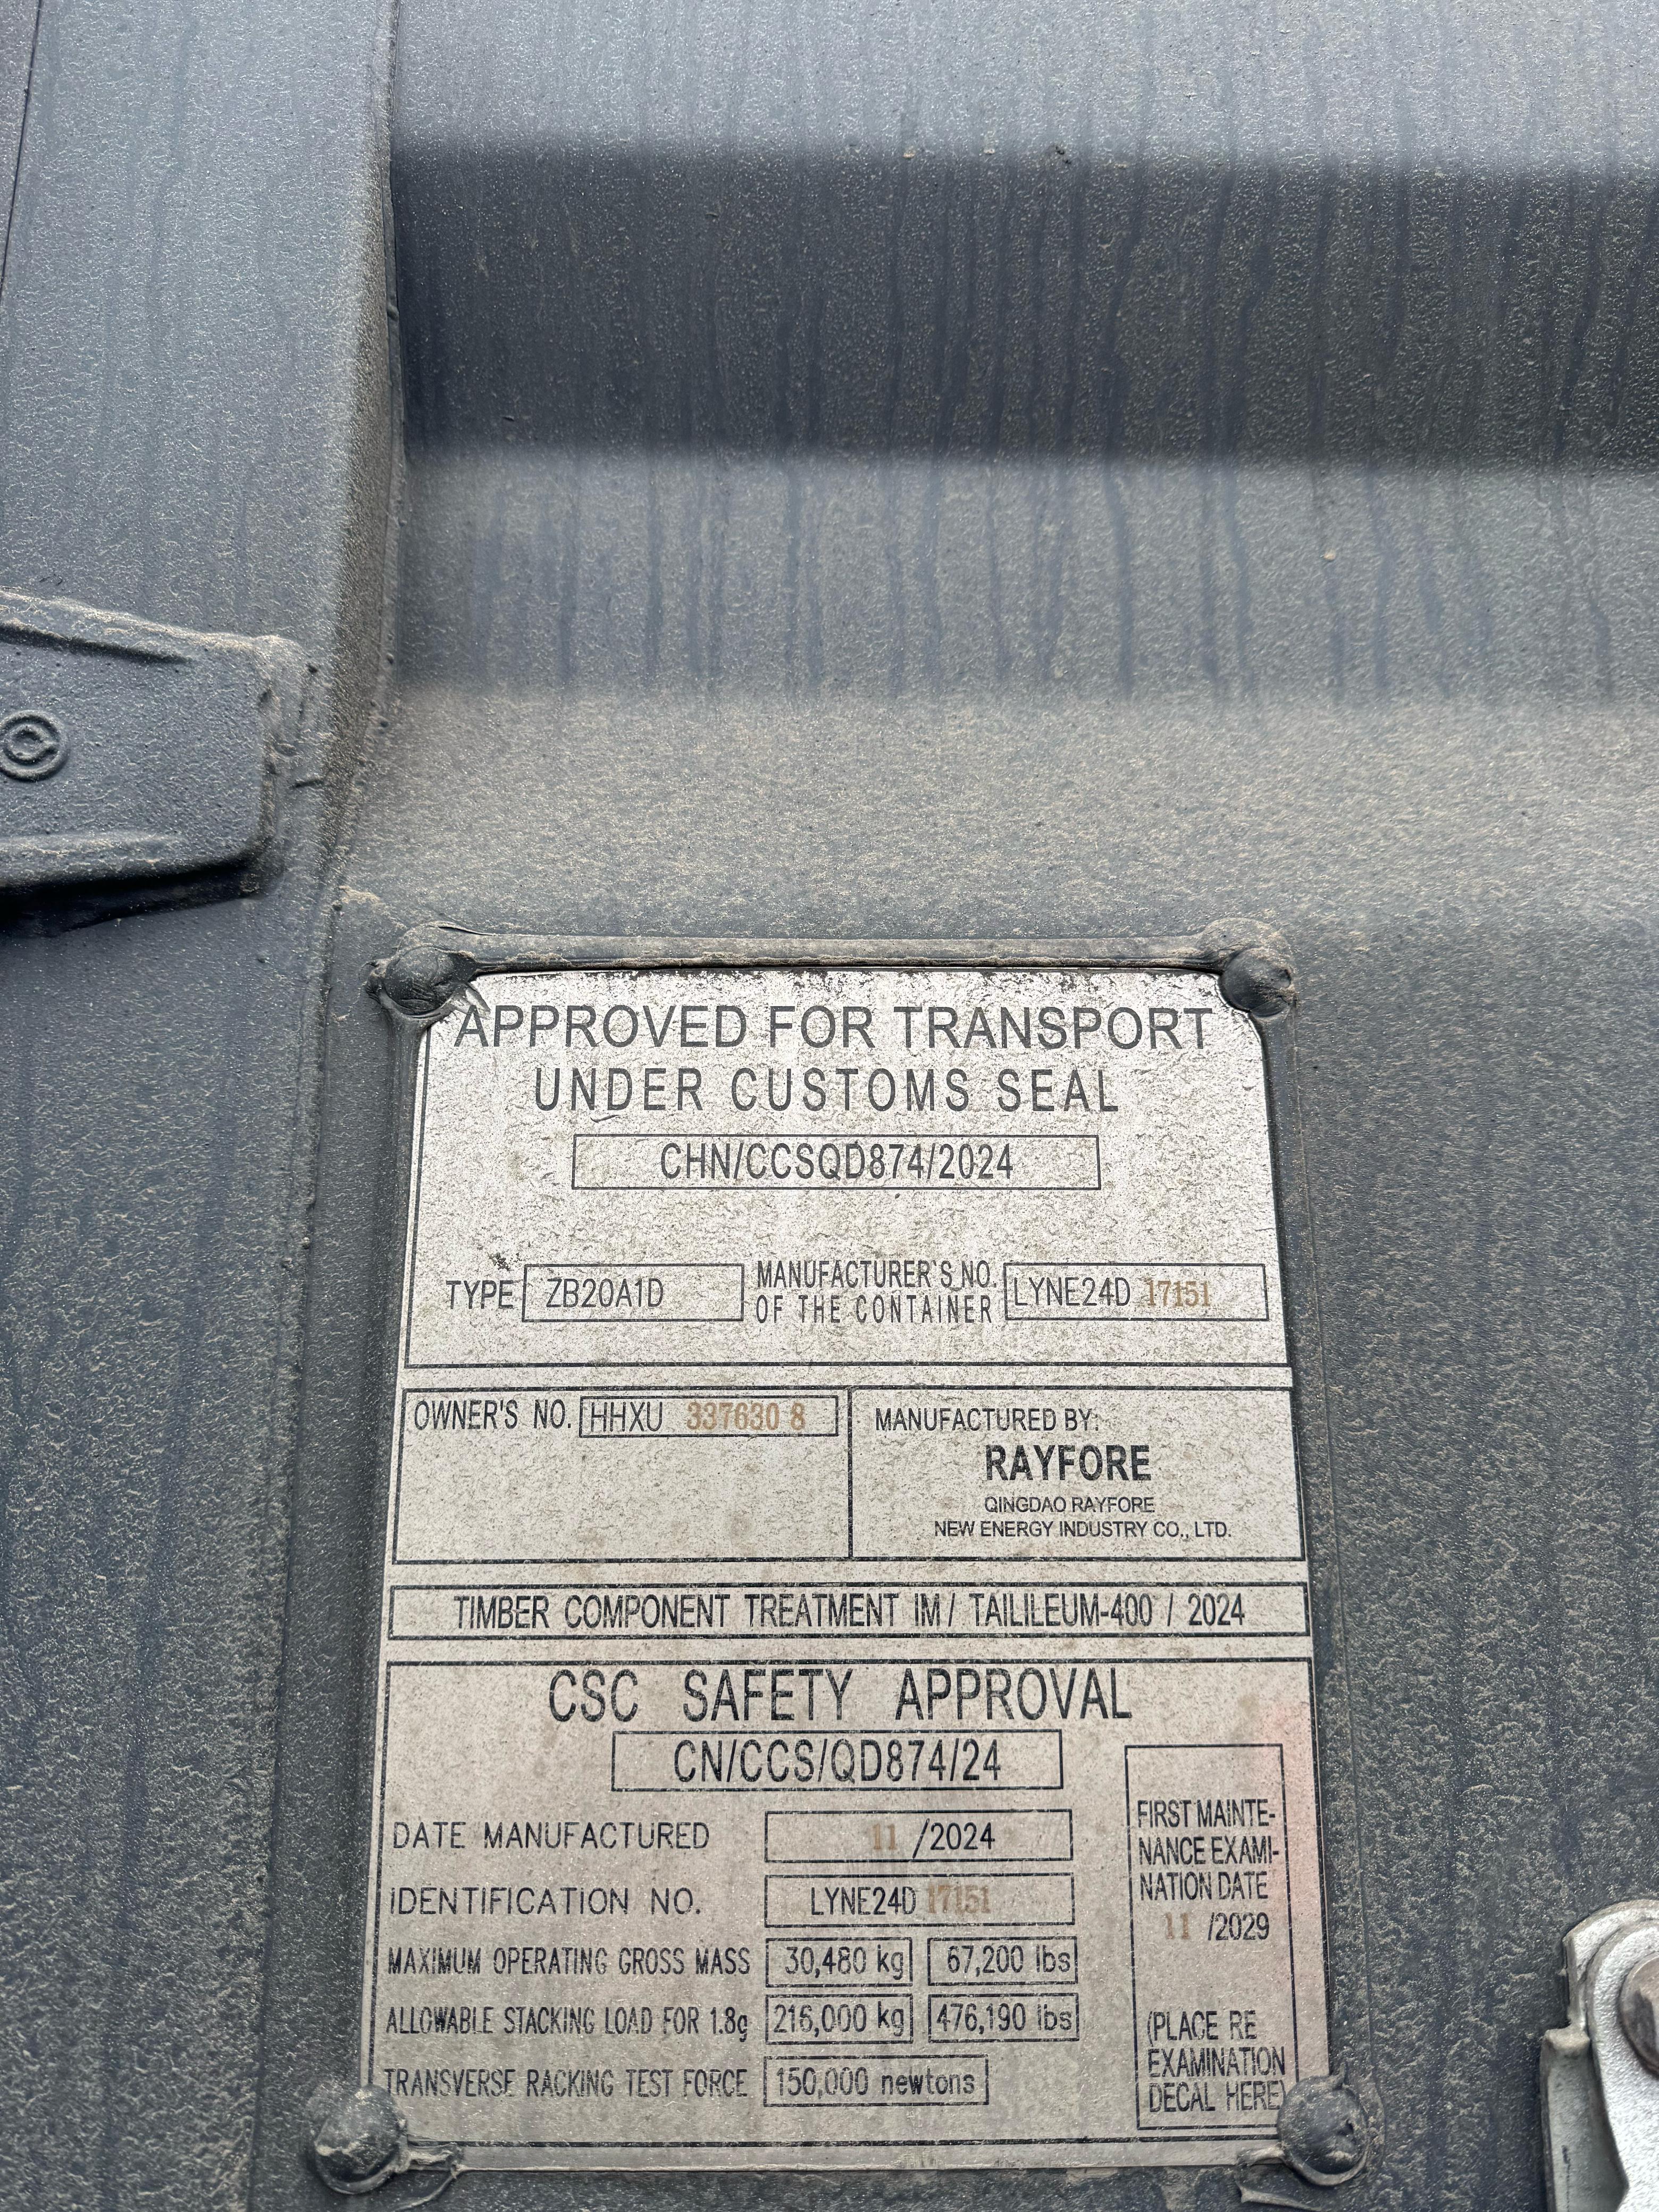 APPROVED FOR TRANSPORT
UNDER CUSTOMS SEAL
CHN/CCSQD874/2024
TYPE ZB20A1D MANUFACTURER'S NO. OF THE CONTAINER LYNE24D 17151
OWNER'S NO. HHXU 337630 8
MANUFACTURED BY:
RAYFORE
QINGDAO RAYFORE
NEW ENERGY INDUSTRY CO., LTD.
TIMBER COMPONENT TREATMENT IM / TAILILEUM-400 / 2024
CSC SAFETY APPROVAL
CN/CCS/QD874/24
DATE MANUFACTURED 11 /2024
IDENTIFICATION NO. LYNE24D 17151
MAXIMUM OPERATING GROSS MASS 30,480 kg 67,200 lbs
ALLOWABLE STACKING LOAD FOR 1.8g 216,000 kg 476,190 lbs
TRANSVERSE RACKING TEST FORCE 150,000 newtons
FIRST MAINTE-
NANCE EXAMI-
NATION DATE
11 /2029
(PLACE RE
EXAMINATION
DECAL HERE)